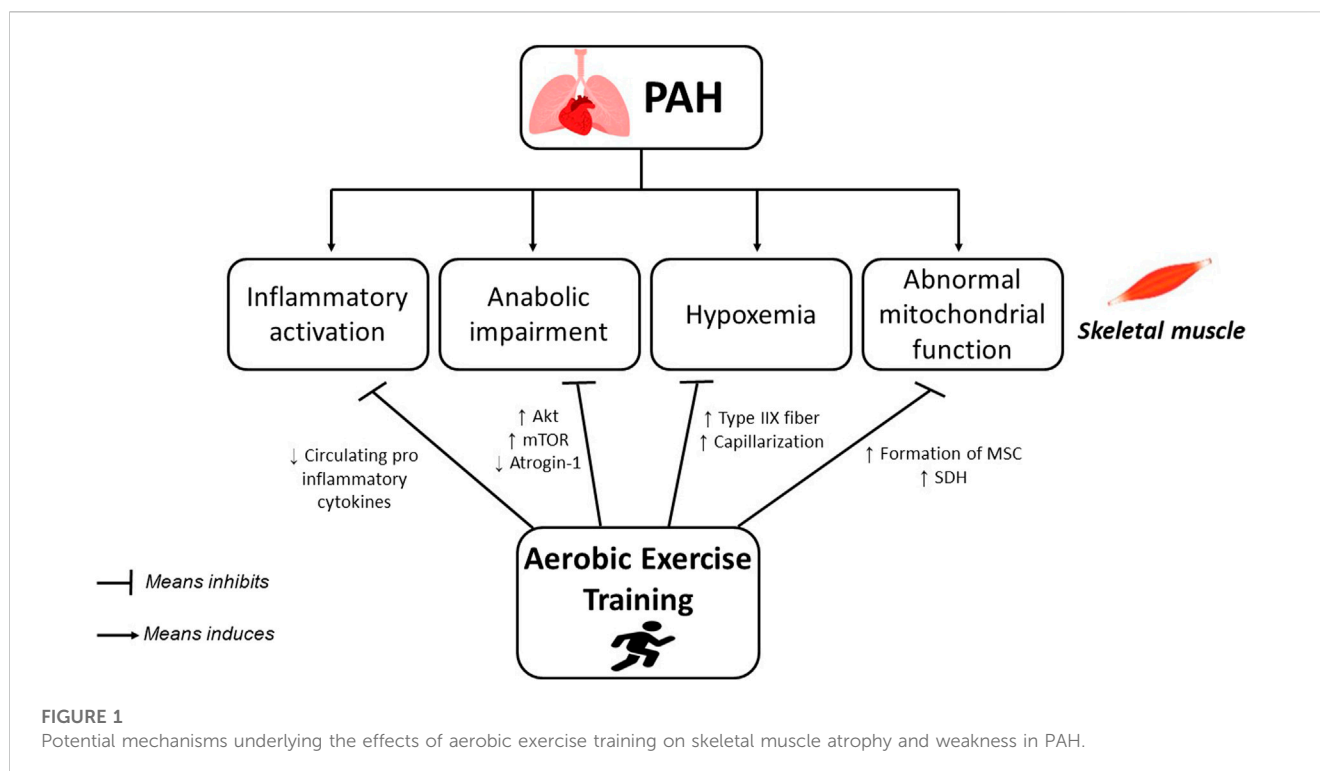 PAH
Inflammatory
activation
Anabolic
impairment
Hypoxemia
Abnormal
mitochondrial
function
Skeletal muscle
↓ Circulating pro
inflammatory
cytokines
↑ Akt
↑ mTOR
↓ Atrogin-1
↑ Type IIX fiber
↑ Capillarization
↑ Formation of MSC
↑ SDH
Aerobic Exercise
Training
Means inhibits
Means induces
FIGURE 1
Potential mechanisms underlying the effects of aerobic exercise training on skeletal muscle atrophy and weakness in PAH.